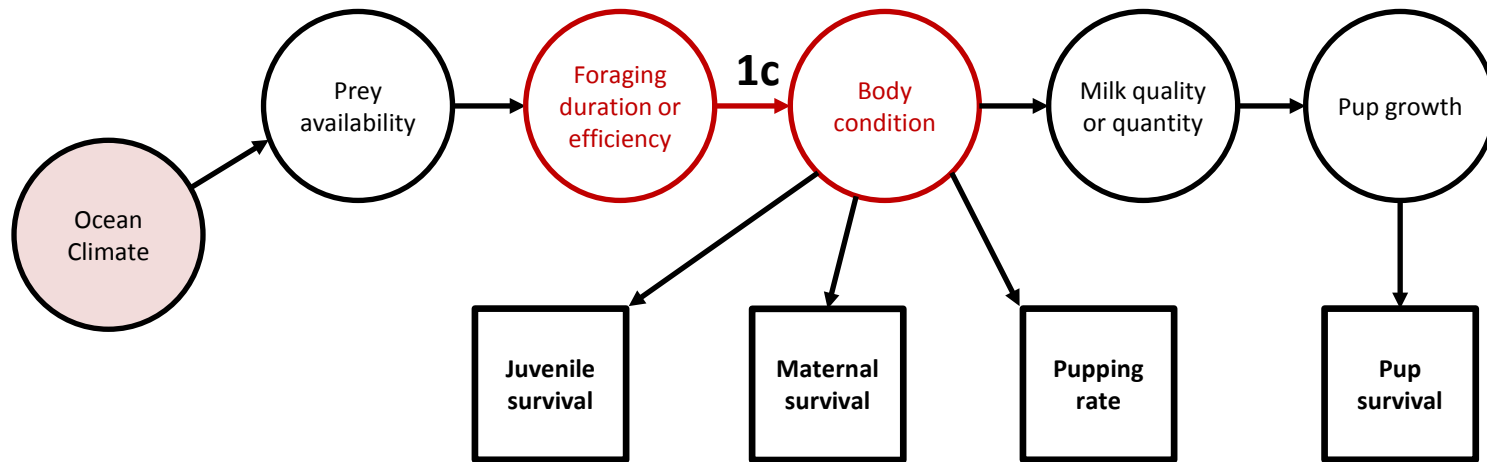 Ocean
Climate
Prey
availability
Foraging
duration or
efficiency
1c
Body
condition
Milk quality
or quantity
Pup growth
Juvenile
survival
Maternal
survival
Pupping
rate
Pup
survival